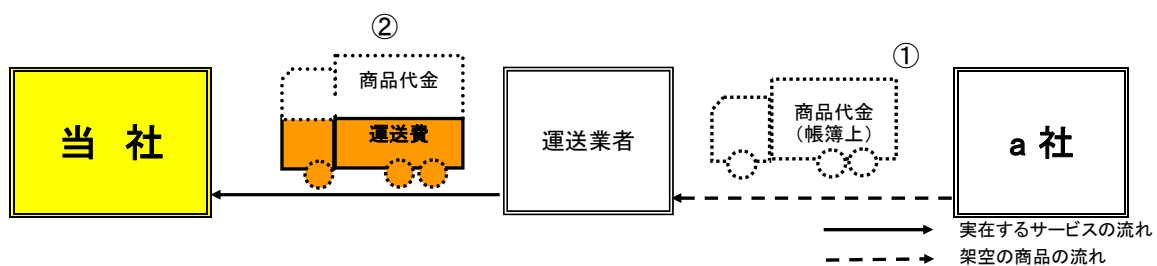 ②
①
商品代金
運送費
当 社
運送業者
商品代金
(帳簿上)
a 社
実在するサービスの流れ
架空の商品の流れ